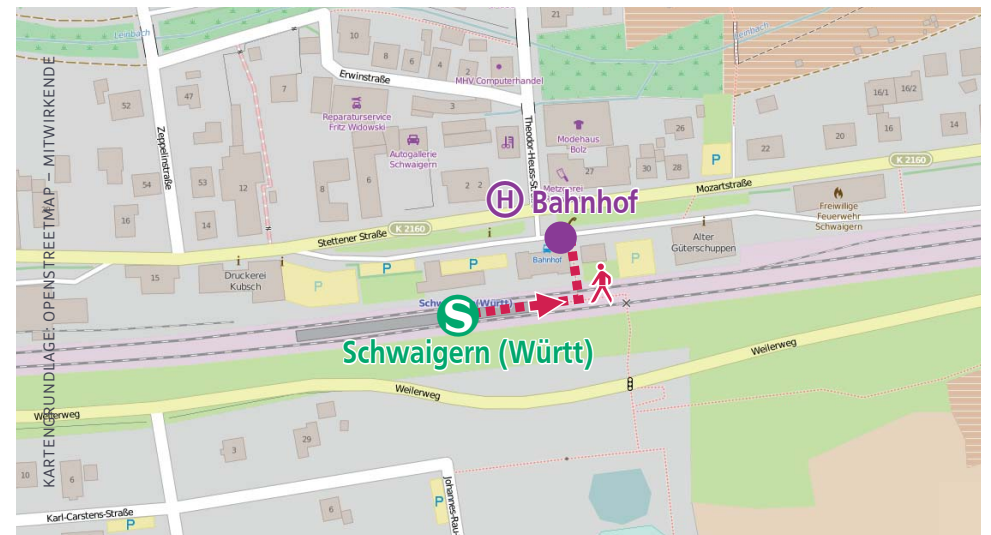 KARTENGRUNDLAGE: OPENSTREETMAP – MITWIRKENDE
Leinbach
21
Leinbach
10
8
6
4
2
Erwinstraße
MHV Computerhandel
52
47
7
3
16/1
16/2
Reparaturservice
Fritz Widowski
Zeppelinstraße
Autogallerie
Schwaigern
Theodor-Heuss-St
Modehaus
Bolz
26
P
20
16
14
22
54
53
12
8
6
2 2
Metzgerei
27
30
28
K 2160
Mozartstraße
16
14
H Bahnhof
Freiwillige
Feuerwehr
Schwaigern
Stettener Straße
K 2160
Alter
Güterschuppen
15
Druckerei
Kubsch
P
P
P
Bahnhof
P
Schw (Württ)
S
Schwaigern (Württ)
Weilerweg
Weilerweg
Weilerweg
29
3
10
6
6
P
Johannes-Rau-
Karl-Carstens-Straße
P